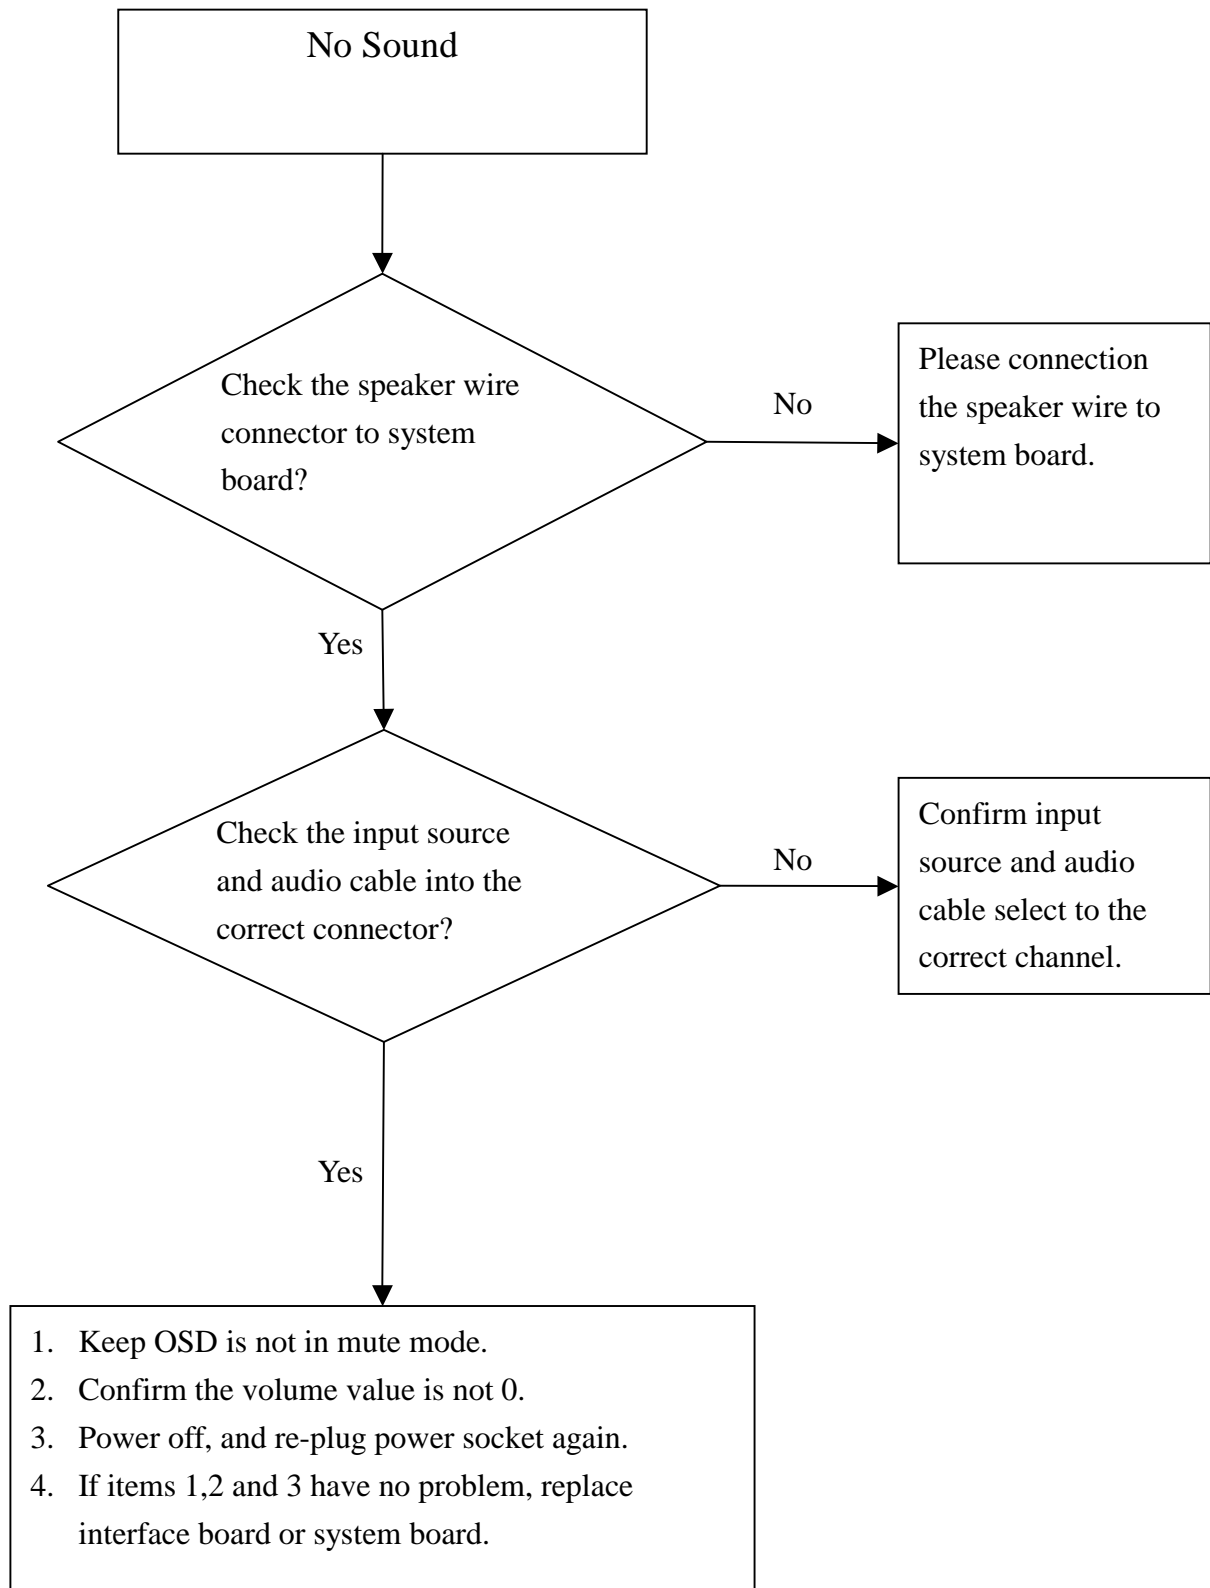 No Sound
Check the speaker wire
connector to system
board?
No
Please connection
the speaker wire to
system board.
Yes
Check the input source
and audio cable into the
correct connector?
No
Confirm input
source and audio
cable select to the
correct channel.
Yes
1. Keep OSD is not in mute mode.
2. Confirm the volume value is not 0.
3. Power off, and re-plug power socket again.
4. If items 1,2 and 3 have no problem, replace
interface board or system board.